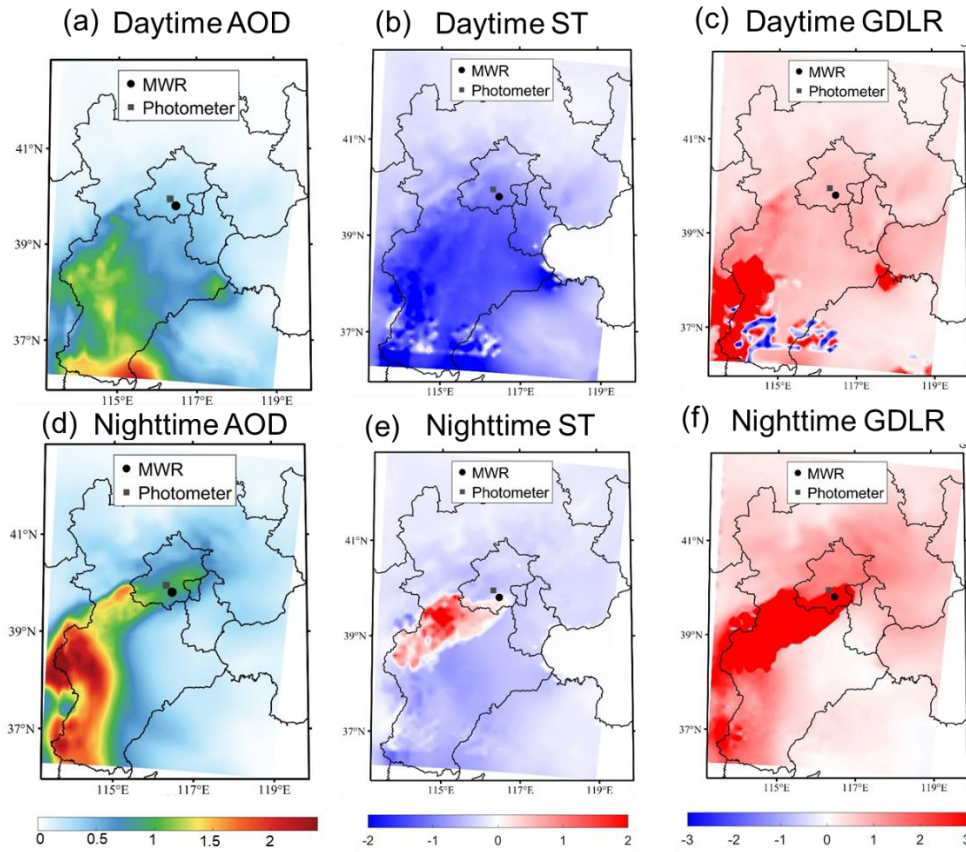 (a) Daytime AOD
(b) Daytime ST
(c) Daytime GDLR
MWR
Photometer
41°N
39°N
37°N
115°E 117°E 119°E
MWR
Photometer
41°N
39°N
37°N
115°E 117°E 119°E
MWR
Photometer
41°N
39°N
37°N
115°E 117°E 119°E
(d) Nighttime AOD
(e) Nighttime ST
(f) Nighttime GDLR
MWR
Photometer
41°N
39°N
37°N
115°E 117°E 119°E
MWR
Photometer
41°N
39°N
37°N
115°E 117°E 119°E
MWR
Photometer
41°N
39°N
37°N
115°E 117°E 119°E
0 0.5 1 1.5 2
-2 -1 0 1 2
-3 -2 -1 0 1 2 3